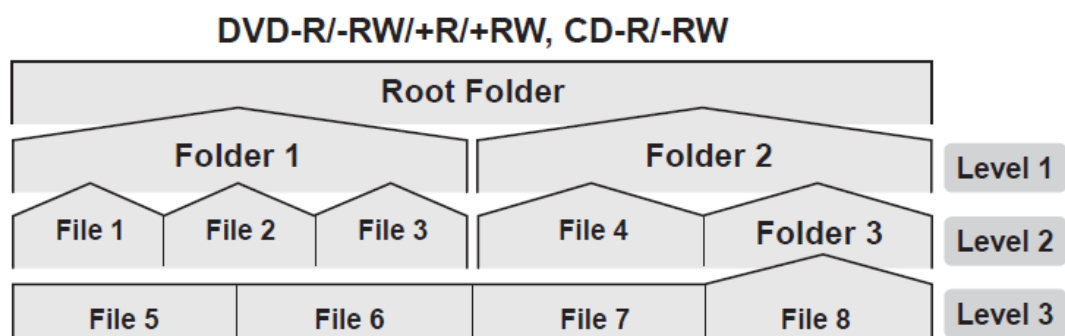 DVD-R/-RW/+R/+RW, CD-R/-RW
Root Folder
Folder 1 Folder 2 Level 1
File 1 File 2 File 3 File 4 Folder 3 Level 2
File 5 File 6 File 7 File 8 Level 3